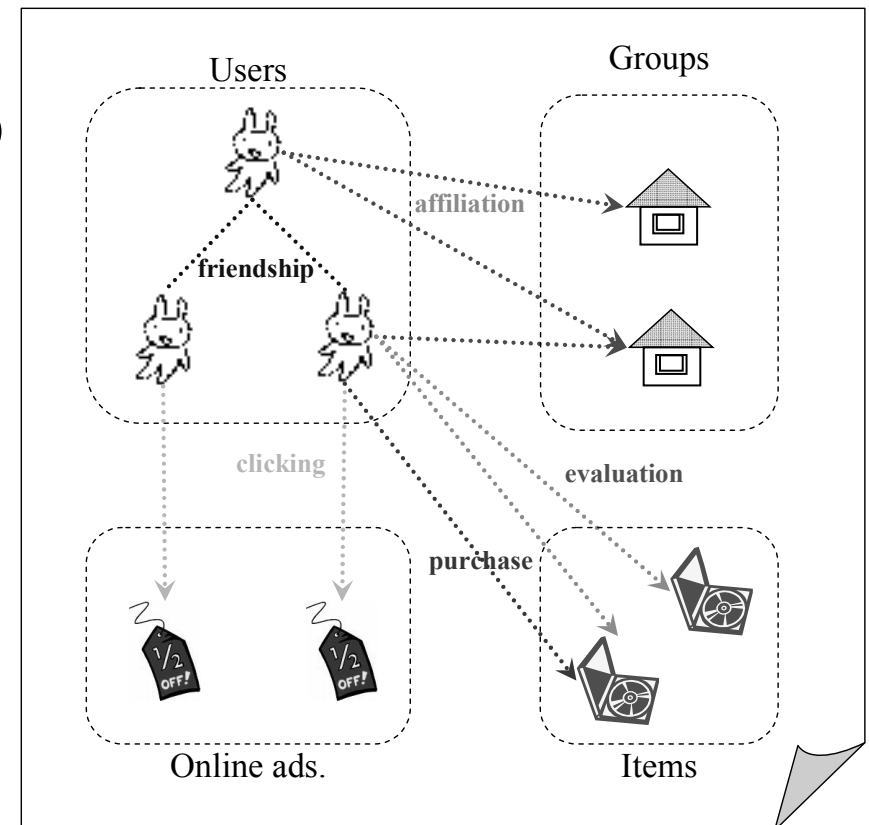 Users
Groups
affiliation
friendship
clicking
evaluation
purchase
1/2
OFF!
1/2
OFF!
Online ads.
Items
)